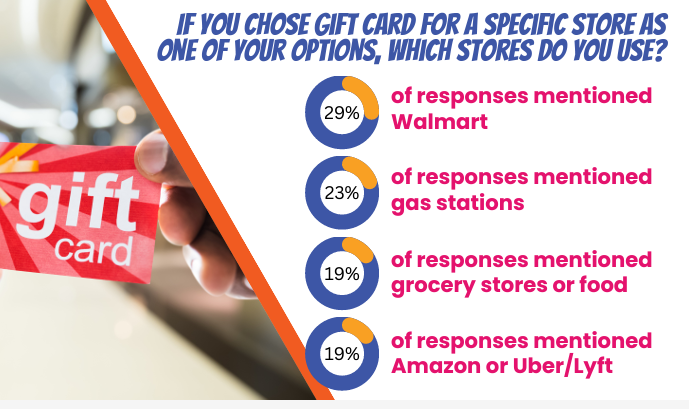 IF YOU CHOSE GIFT CARD FOR A SPECIFIC STORE AS
ONE OF YOUR OPTIONS, WHICH STORES DO YOU USE?
29%
of responses mentioned
Walmart
23%
of responses mentioned
gas stations
gift
card
19%
of responses mentioned
grocery stores or food
19%
of responses mentioned
Amazon or Uber/Lyft